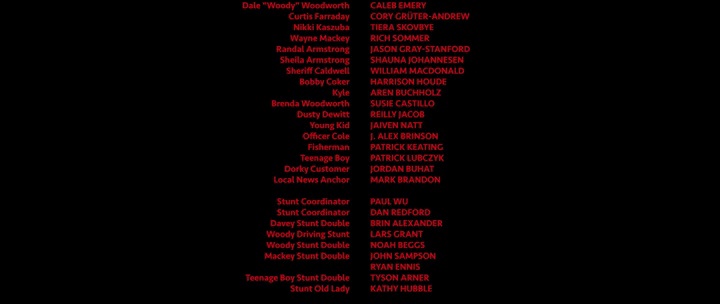 Dale "Woody" Woodworth CALEB EMERY
Curtis Farraday CORY GRÜTER-ANDREW
Nikki Kaszuba TIERA SKOVBYE
Wayne Mackey RICH SOMMER
Randal Armstrong JASON GRAY-STANFORD
Sheila Armstrong SHAUNA JOHANNESEN
Sheriff Caldwell WILLIAM MACDONALD
Bobby Coker HARRISON HOUDE
Kyle AREN BUCHHOLZ
Brenda Woodworth SUSIE CASTILLO
Dusty Dewitt REILLY JACOB
Young Kid JAIVEN NATT
Officer Cole J. ALEX BRINSON
Fisherman PATRICK KEATING
Teenage Boy PATRICK LUBCZYK
Dorky Customer JORDAN BUHAT
Local News Anchor MARK BRANDON
Stunt Coordinator PAUL WU
Stunt Coordinator DAN REDFORD
Davey Stunt Double BRIN ALEXANDER
Woody Driving Stunt LARS GRANT
Woody Stunt Double NOAH BEGGS
Mackey Stunt Double JOHN SAMPSON
RYAN ENNIS
Teenage Boy Stunt Double TYSON ARNER
Stunt Old Lady KATHY HUBBLE